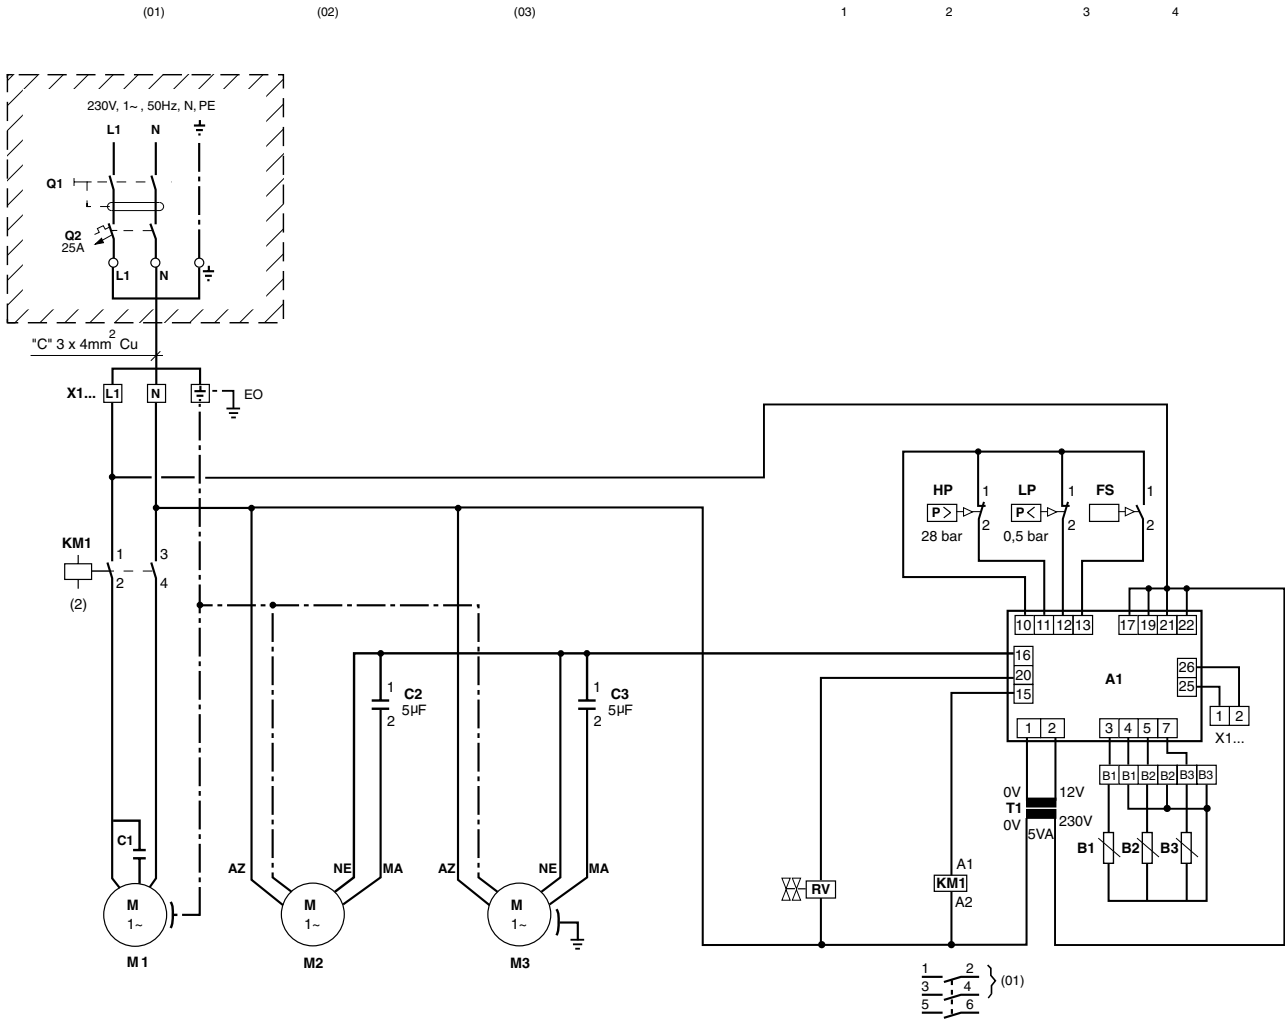 (01) (02) (03) 1 2 3 4
230V, 1~ , 50Hz, N, PE
L1 N
Q1
Q2
25A
L1 N
"C" 3 x 4mm2 Cu
X1... L1 N EO
HP 1 LP 1 FS 1
P > P <
2 2 2
28 bar 0,5 bar
KM1 1 3
2 4
(2)
10 11 12 13 17 19 21 22
16
20
15
A1
26
25
1 2
X1...
1 2 3 4 5 7
1 C2
5µF
2
1 C3
5µF
2
B1 B1 B2 B2 B3 B3
0V 12V
T1
0V 230V
5VA
B1 B2 B3
C1
AZ NE MA AZ NE MA
RV
A1
KM1
A2
M
1~
M
1~
M
1~
M1 M2 M3
1 2
3 4
5 6
(01)